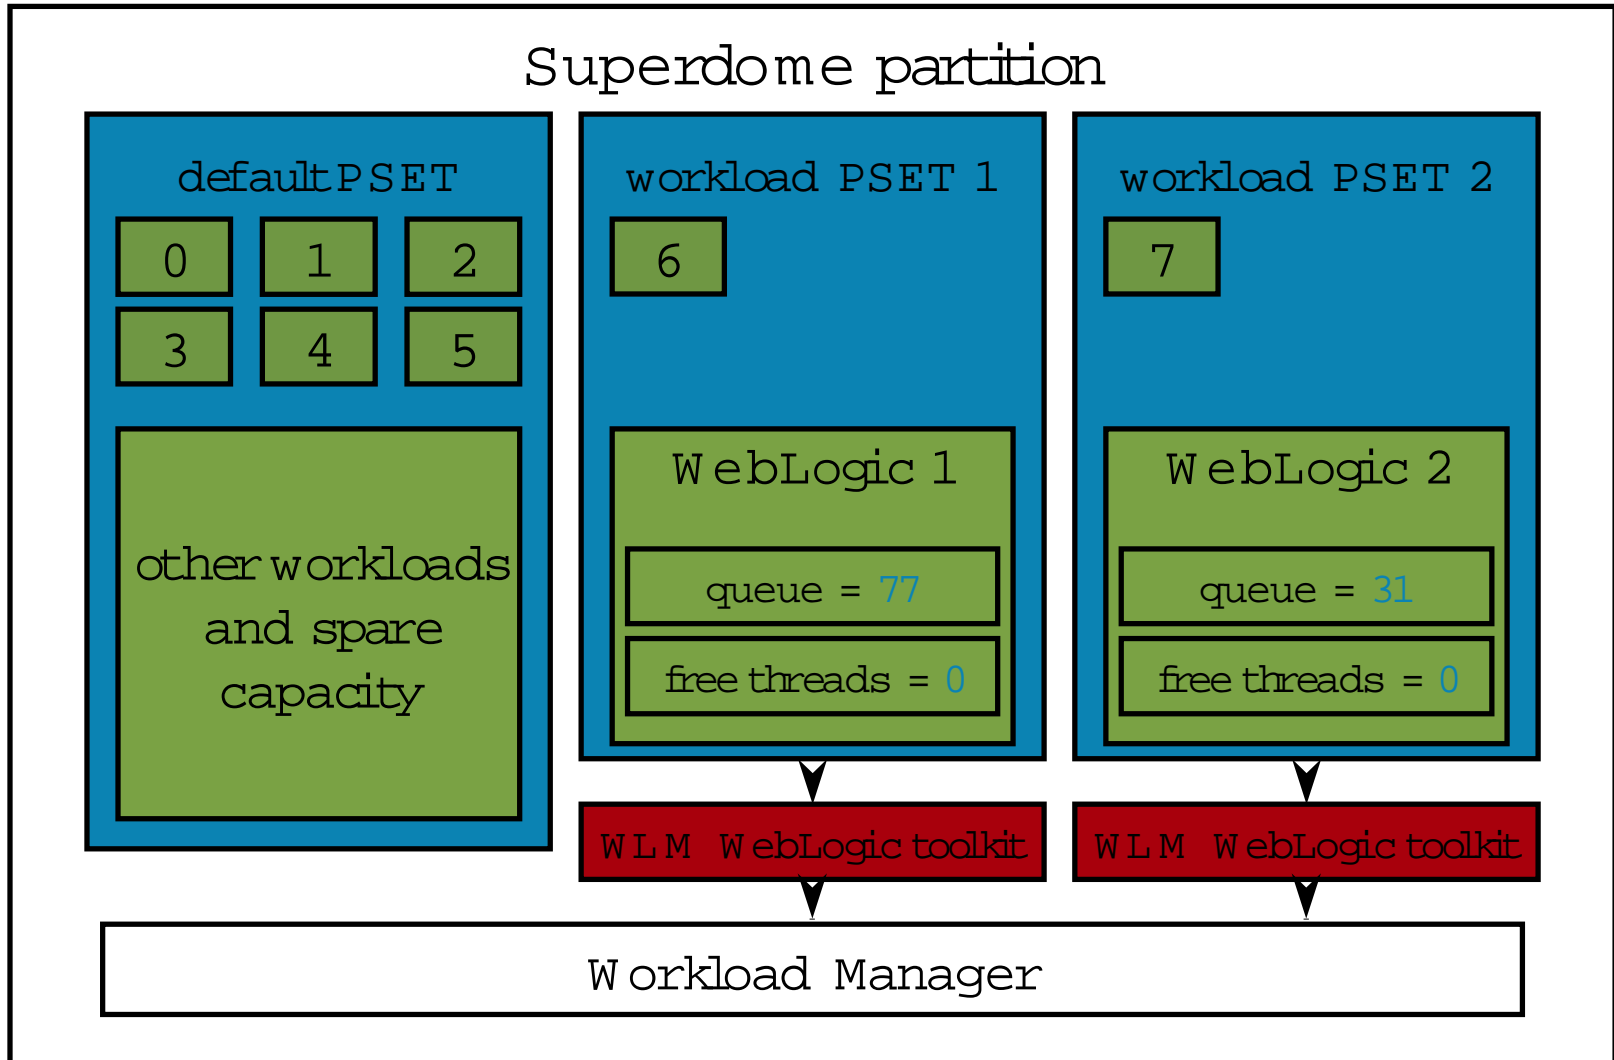 Superdome partition
default PSET
0 1 2
3 4 5
other workloads
and spare
capacity
workload PSET 1
6
WebLogic 1
queue = 77
free threads = 0
WLM WebLogic toolkit
workload PSET 2
7
WebLogic 2
queue = 31
free threads = 0
WLM WebLogic toolkit
Workload Manager